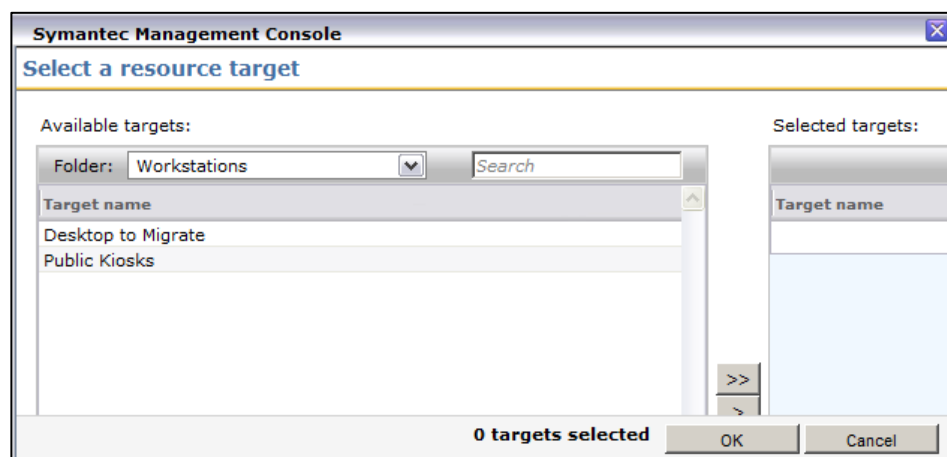 Symantec Management Console
Select a resource target
Available targets:
Selected targets:
Folder: Workstations Search
Target name
Target name
Desktop to Migrate
Public Kiosks
>>
>
0 targets selected OK Cancel